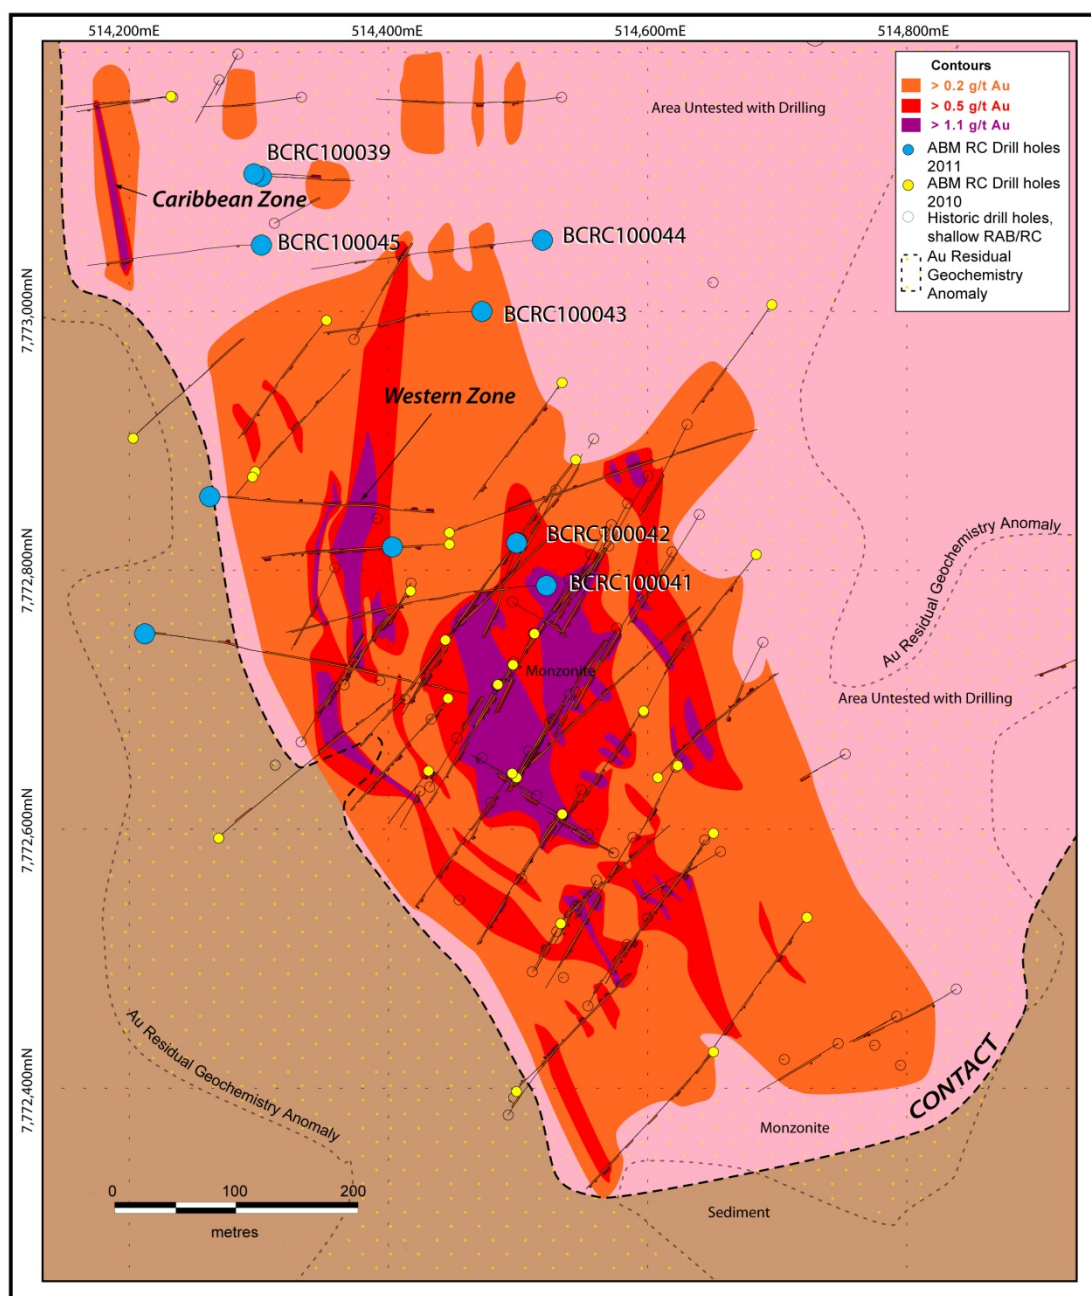 514,200mE
514,400mE
514,600mE
514,800mE
Contours
> 0.2 g/t Au
> 0.5 g/t Au
> 1.1 g/t Au
ABM RC Drill holes
2011
ABM RC Drill holes
2010
Historic drill holes,
shallow RAB/RC
Au Residual
Geochemistry
Anomaly
Area Untested with Drilling
BCRC100039
Caribbean Zone
BCRC100045
BCRC100044
7,773,000mN
BCRC100043
Western Zone
BCRC100042
7,772,800mN
BCRC100041
Au Residual Geochemistry Anomaly
Monzonite
Area Untested with Drilling
7,772,600mN
Au Residual Geochemistry Anomaly
CONTACT
7,772,400mN
Monzonite
0
100
200
metres
Sediment